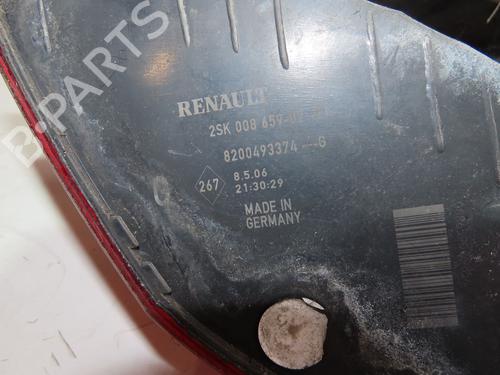 B-PARTS
RENAULT
2SK 008 659-
8200493374 ---G
267
8.5.06
21:30:29
MADE IN
GERMANY